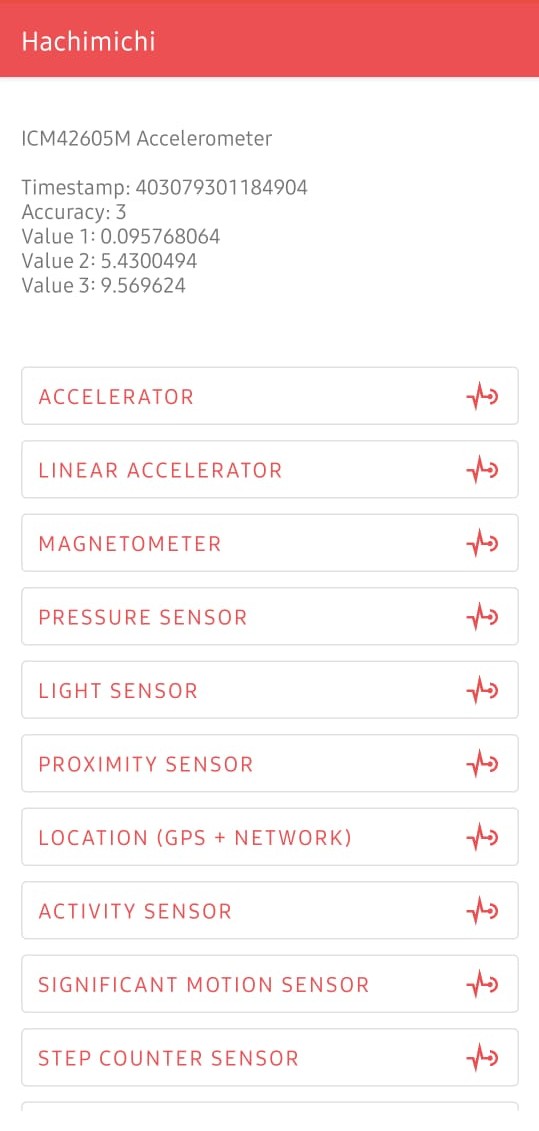 Hachimichi
ICM42605M Accelerometer
Timestamp: 403079301184904
Accuracy: 3
Value 1: 0.095768064
Value 2: 5.4300494
Value 3: 9.569624
ACCELERATOR
LINEAR ACCELERATOR
MAGNETOMETER
PRESSURE SENSOR
LIGHT SENSOR
PROXIMITY SENSOR
LOCATION (GPS + NETWORK)
ACTIVITY SENSOR
SIGNIFICANT MOTION SENSOR
STEP COUNTER SENSOR